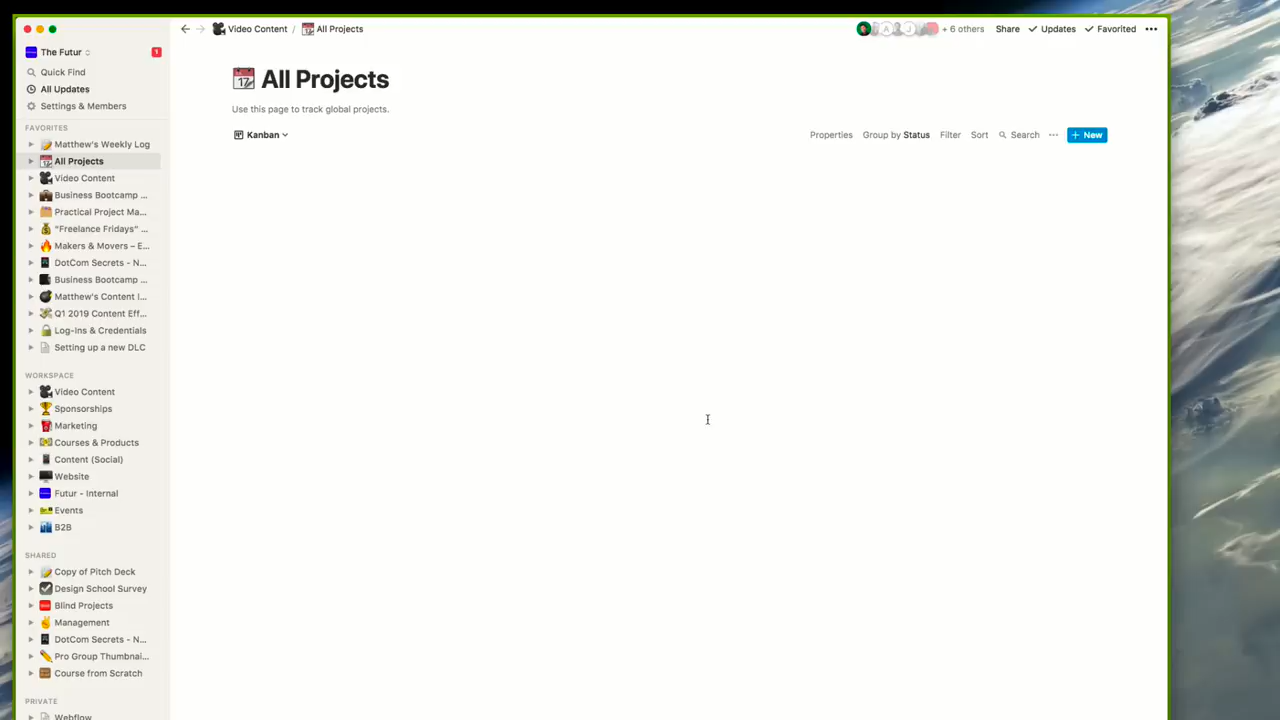 Video Content / All Projects
A J + 6 others Share Updates Favorited •••
The Futur 1
Quick Find
All Updates
Settings & Members
FAVORITES
Matthew's Weekly Log
All Projects
Video Content
Business Bootcamp ...
Practical Project Ma...
"Freelance Fridays" ...
Makers & Movers – E...
DotCom Secrets - N...
Business Bootcamp ...
Matthew's Content I...
Q1 2019 Content Eff...
Log-Ins & Credentials
Setting up a new DLC
WORKSPACE
Video Content
Sponsorships
Marketing
Courses & Products
Content (Social)
Website
Futur - Internal
Events
B2B
SHARED
Copy of Pitch Deck
Design School Survey
Blind Projects
Management
DotCom Secrets - N...
Pro Group Thumbnai...
Course from Scratch
PRIVATE
Webflow
17 All Projects
Use this page to track global projects.
Kanban
Properties Group by Status Filter Sort Search ••• + New